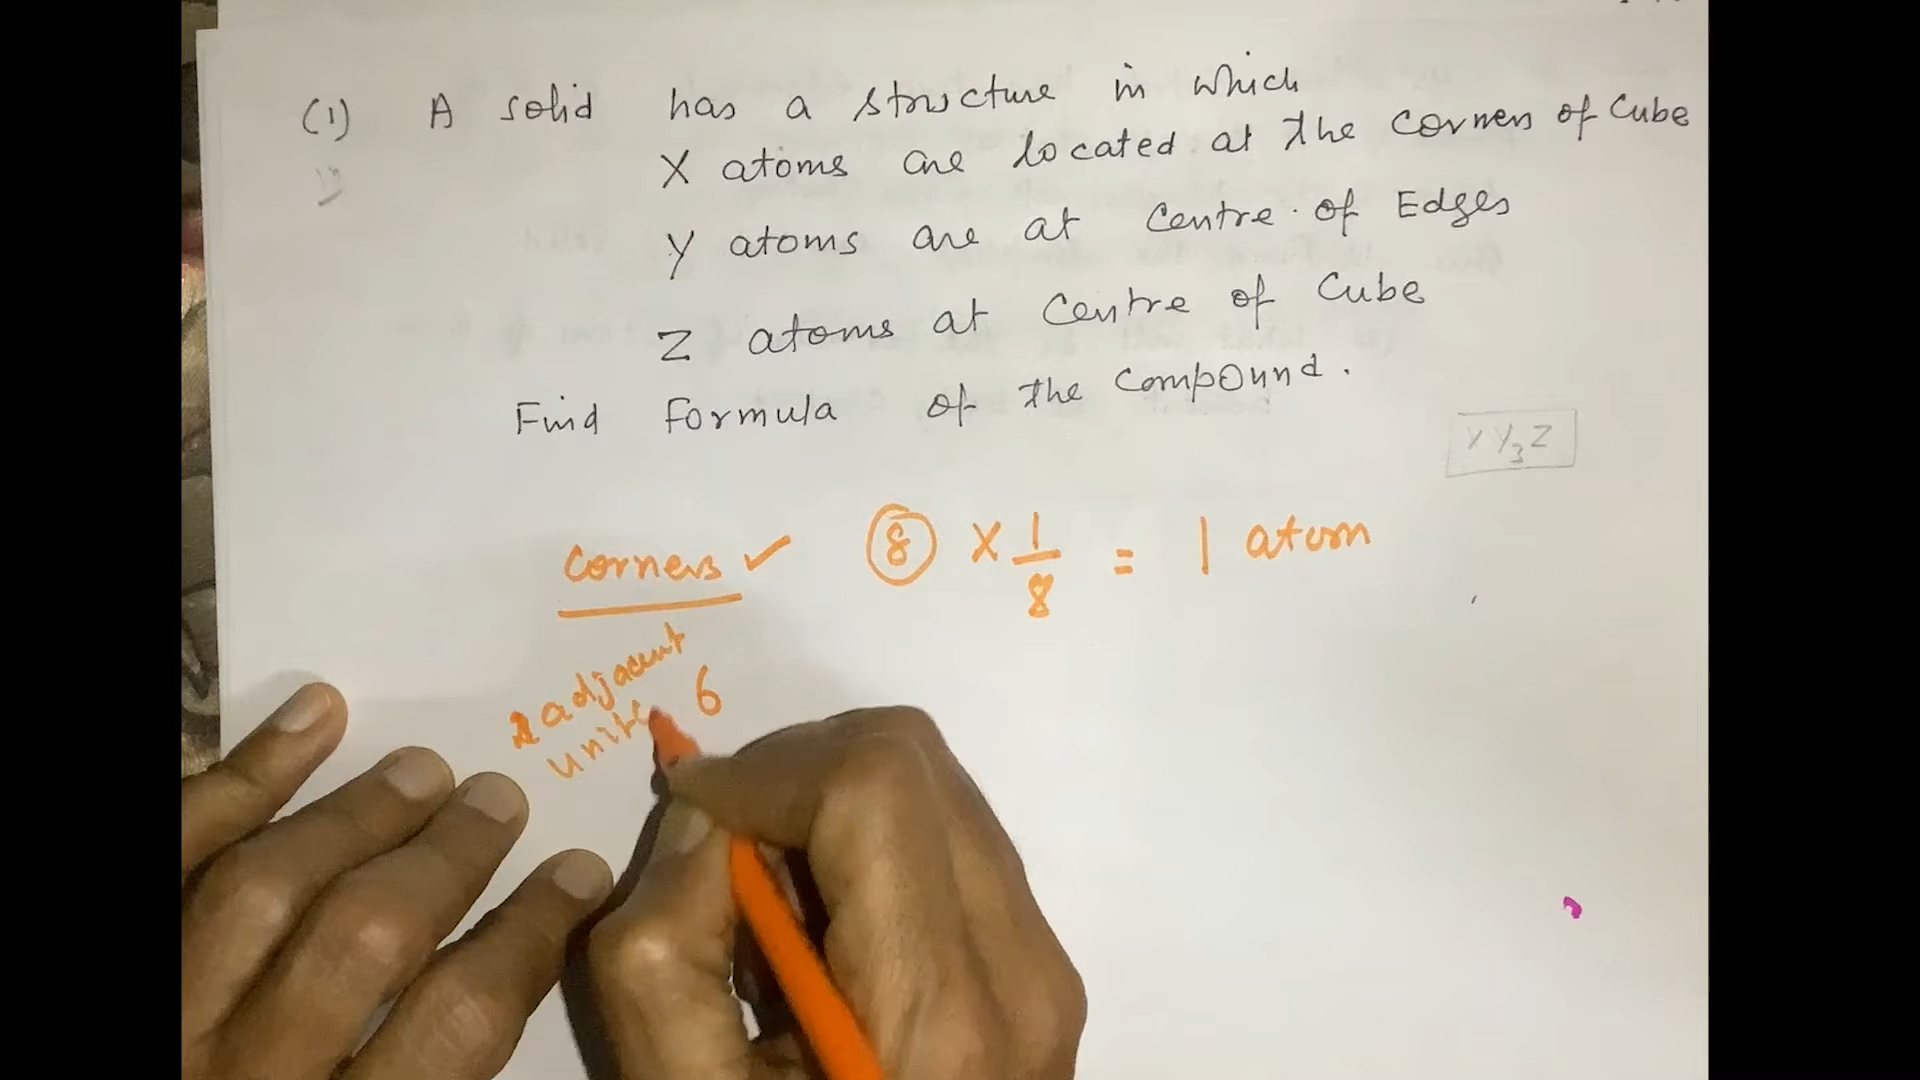 (1) A solid has a structure in which
X atoms are located at the corners of Cube
Y atoms are at Centre of Edges
Z atoms at Centre of Cube
Find Formula of the Compound.
XY3Z
Corners ✓ 8 × 1/8 = 1 atom
adjacent
units 6